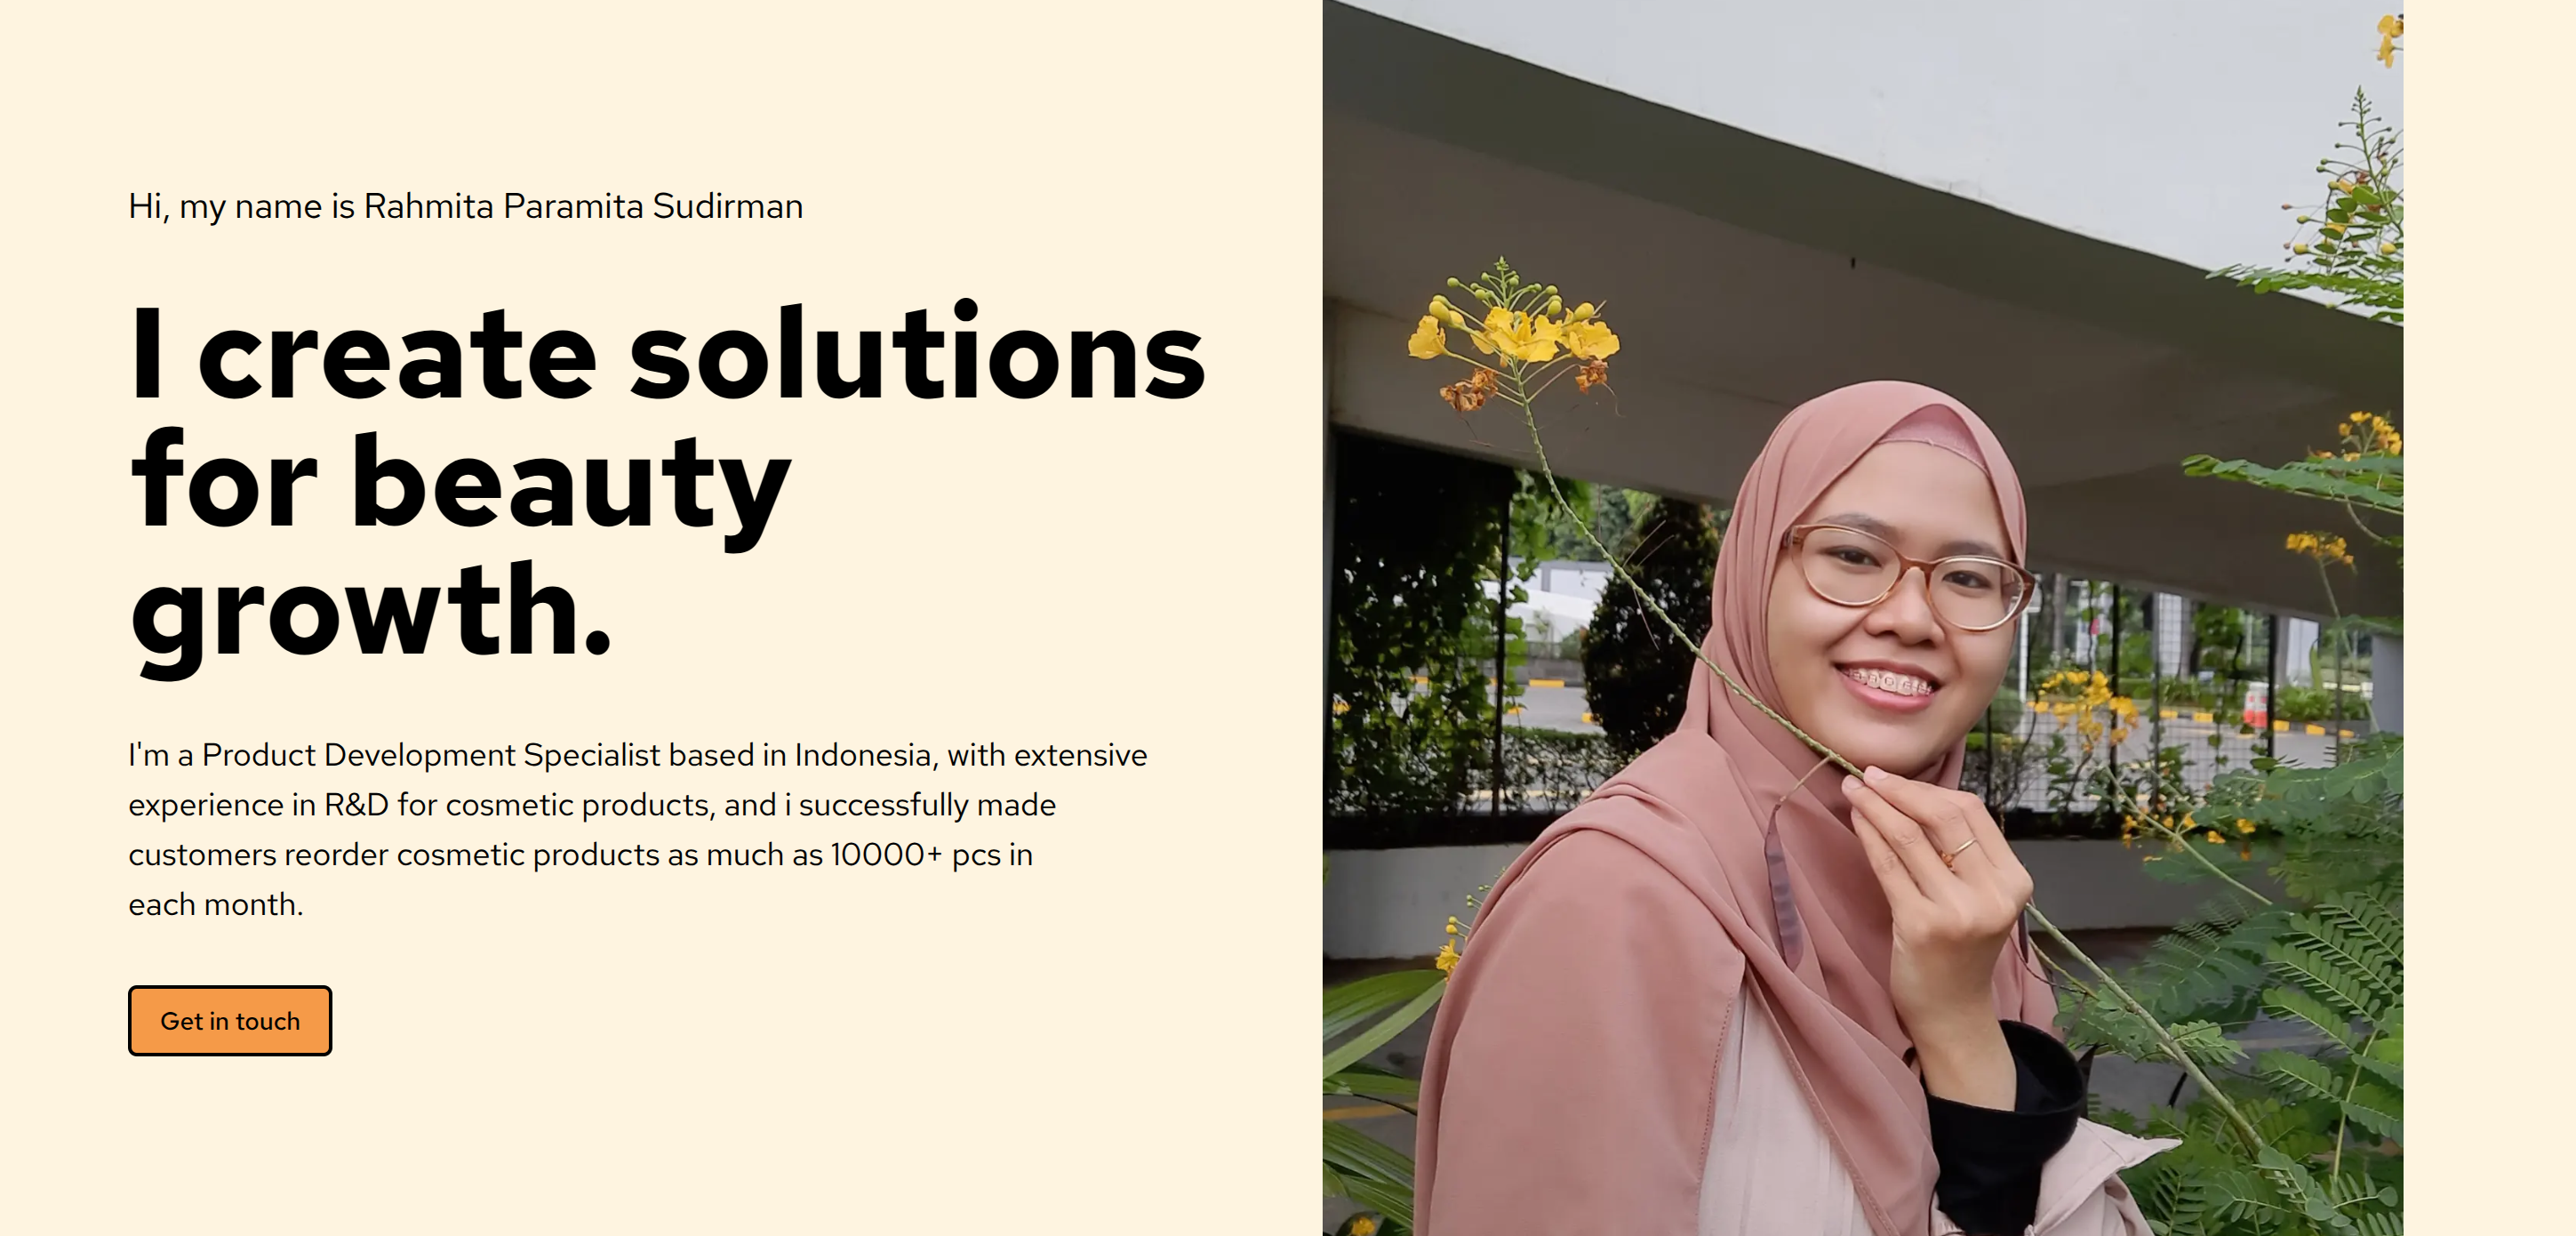 Hi, my name is Rahmita Paramita Sudirman
I create solutions
for beauty
growth.
I'm a Product Development Specialist based in Indonesia, with extensive
experience in R&D for cosmetic products, and i successfully made
customers reorder cosmetic products as much as 10000+ pcs in
each month.
Get in touch